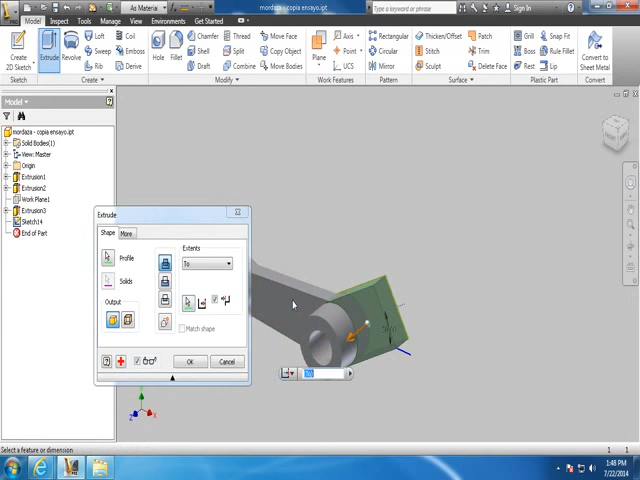 mordaza - copia ensayo.ipt
As Material
Sign In
PRO
Model Inspect Tools Manage View Environments Get Started
Create 2D Sketch
Extrude Revolve
Loft Coil
Sweep Emboss
Rib Derive
Hole Fillet
Chamfer Thread Move Face
Shell Split Copy Object
Draft Combine Move Bodies
Plane
Axis
Point
UCS
Rectangular
Circular
Mirror
Thicken/Offset Patch
Stitch Trim
Sculpt Delete Face
Grill Snap Fit
Boss Rule Fillet
Rest Lip
Convert to Sheet Metal
Sketch Create Modify Work Features Pattern Surface Plastic Part Convert
Model
mordaza - copia ensayo.ipt
Solid Bodies(1)
View: Master
Origin
Extrusion1
Extrusion2
Work Plane1
Extrusion3
Sketch14
End of Part
Extrude
Shape More
Profile
Solids
Output
Extents
To
Match shape
OK Cancel
Select a feature or dimension
1 1
1:48 PM
7/22/2014